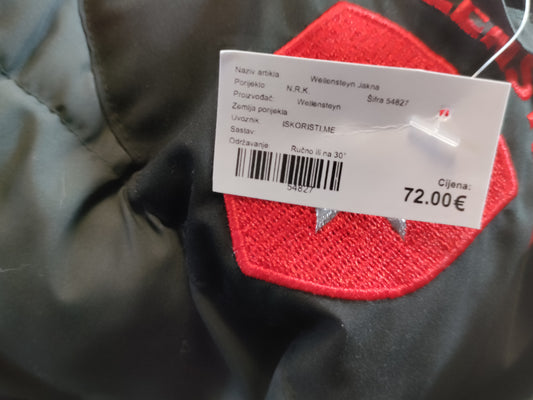 Naziv artikla Wellensteyn Jakna
Porijeklo N.R.K. Šifra 54827
Proizvođač: Wellensteyn
Zemlja porijekla
Uvoznik ISKORISTI.ME
Sastav
Održavanje Ručno ili na 30°
54827
Cijena:
72.00€